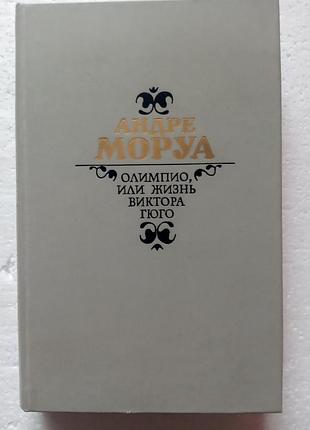 АНДРЕ
МОРУА
ОЛИМПИО,
ИЛИ ЖИЗНЬ
ВИКТОРА
ГЮГО